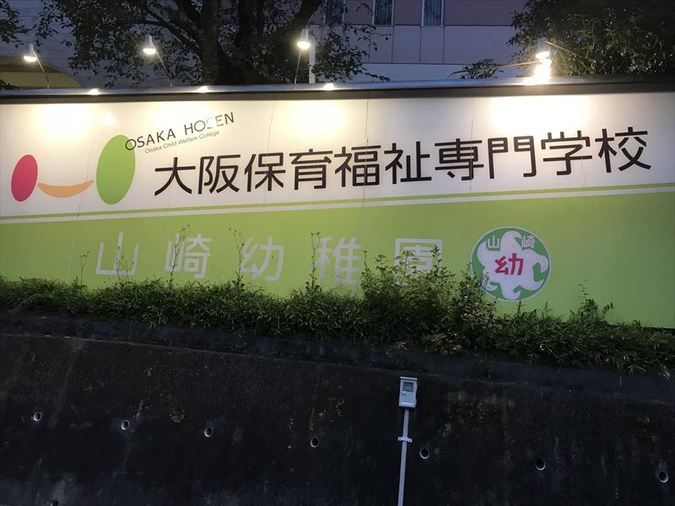 OSAKA HOSEN
Osaka Child Welfare College
大阪保育福祉専門学校
山崎幼稚園
山崎
幼